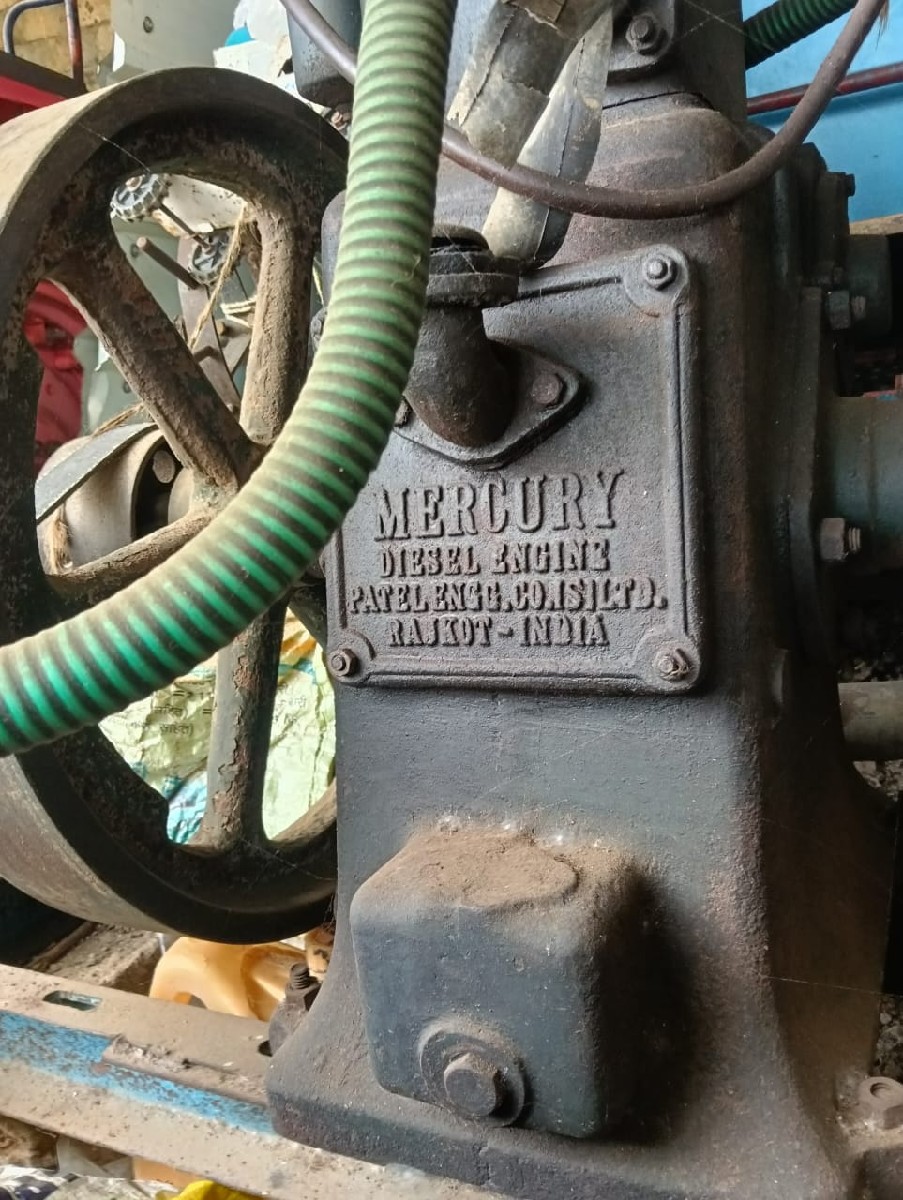 MERCURY
DIESEL ENGINE
PATEL.ENGG.CO.(S)LTD.
RAJKOT-INDIA